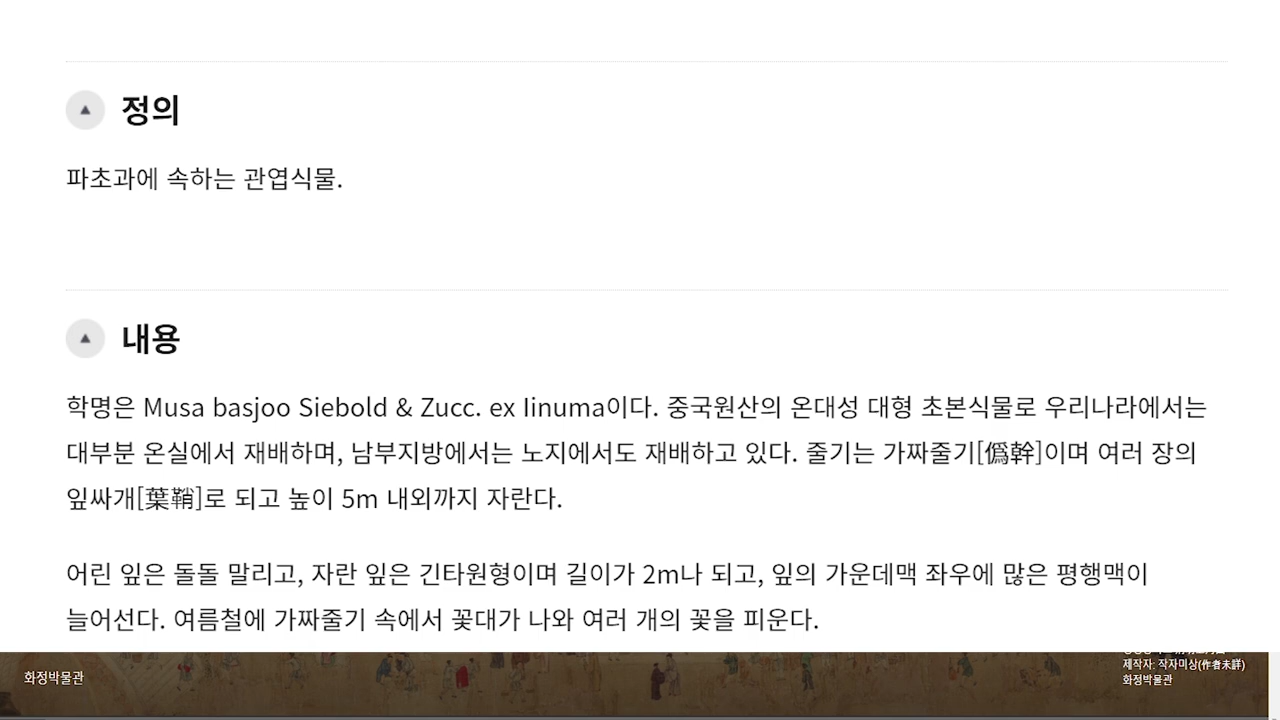 정의
파초과에 속하는 관엽식물.
내용
학명은 Musa basjoo Siebold & Zucc. ex Iinuma이다. 중국원산의 온대성 대형 초본식물로 우리나라에서는
대부분 온실에서 재배하며, 남부지방에서는 노지에서도 재배하고 있다. 줄기는 가짜줄기[僞幹]이며 여러 장의
잎싸개[葉鞘]로 되고 높이 5m 내외까지 자란다.
어린 잎은 돌돌 말리고, 자란 잎은 긴타원형이며 길이가 2m나 되고, 잎의 가운데맥 좌우에 많은 평행맥이
늘어선다. 여름철에 가짜줄기 속에서 꽃대가 나와 여러 개의 꽃을 피운다.
화정박물관
제작자: 작자미상(作者未詳)
화정박물관